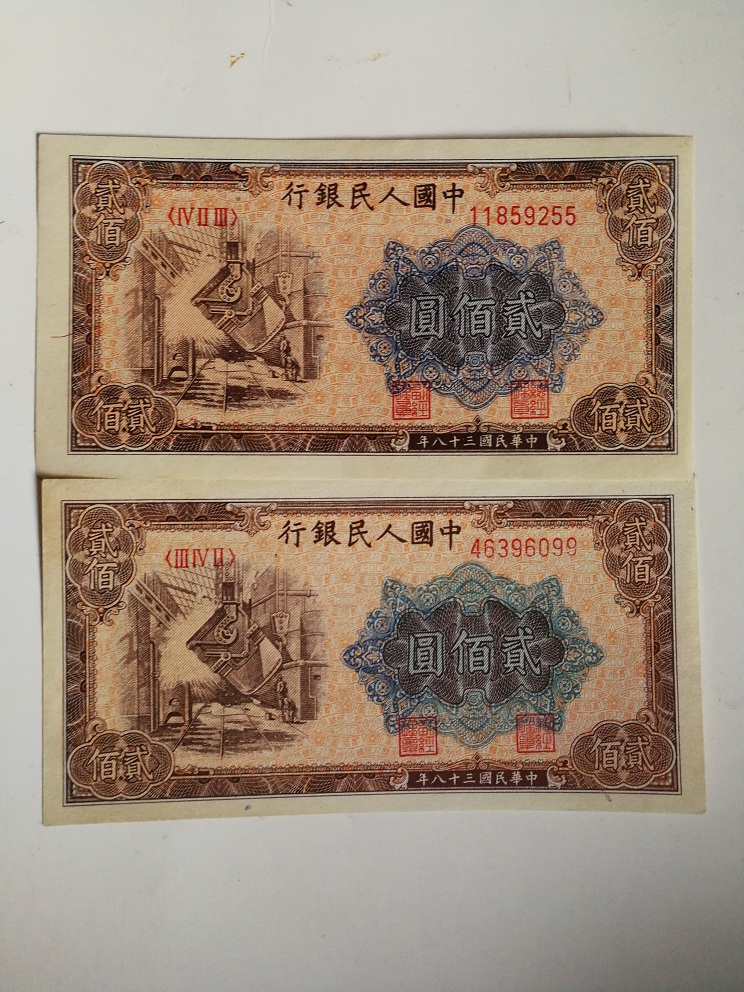 中國人民銀行
貳佰
〈IV II III〉
11859255
貳佰
貳佰圓
貳佰
貳佰
中華民國三十八年
中國人民銀行
貳佰
〈III IV II〉
46396099
貳佰
貳佰圓
貳佰
貳佰
中華民國三十八年